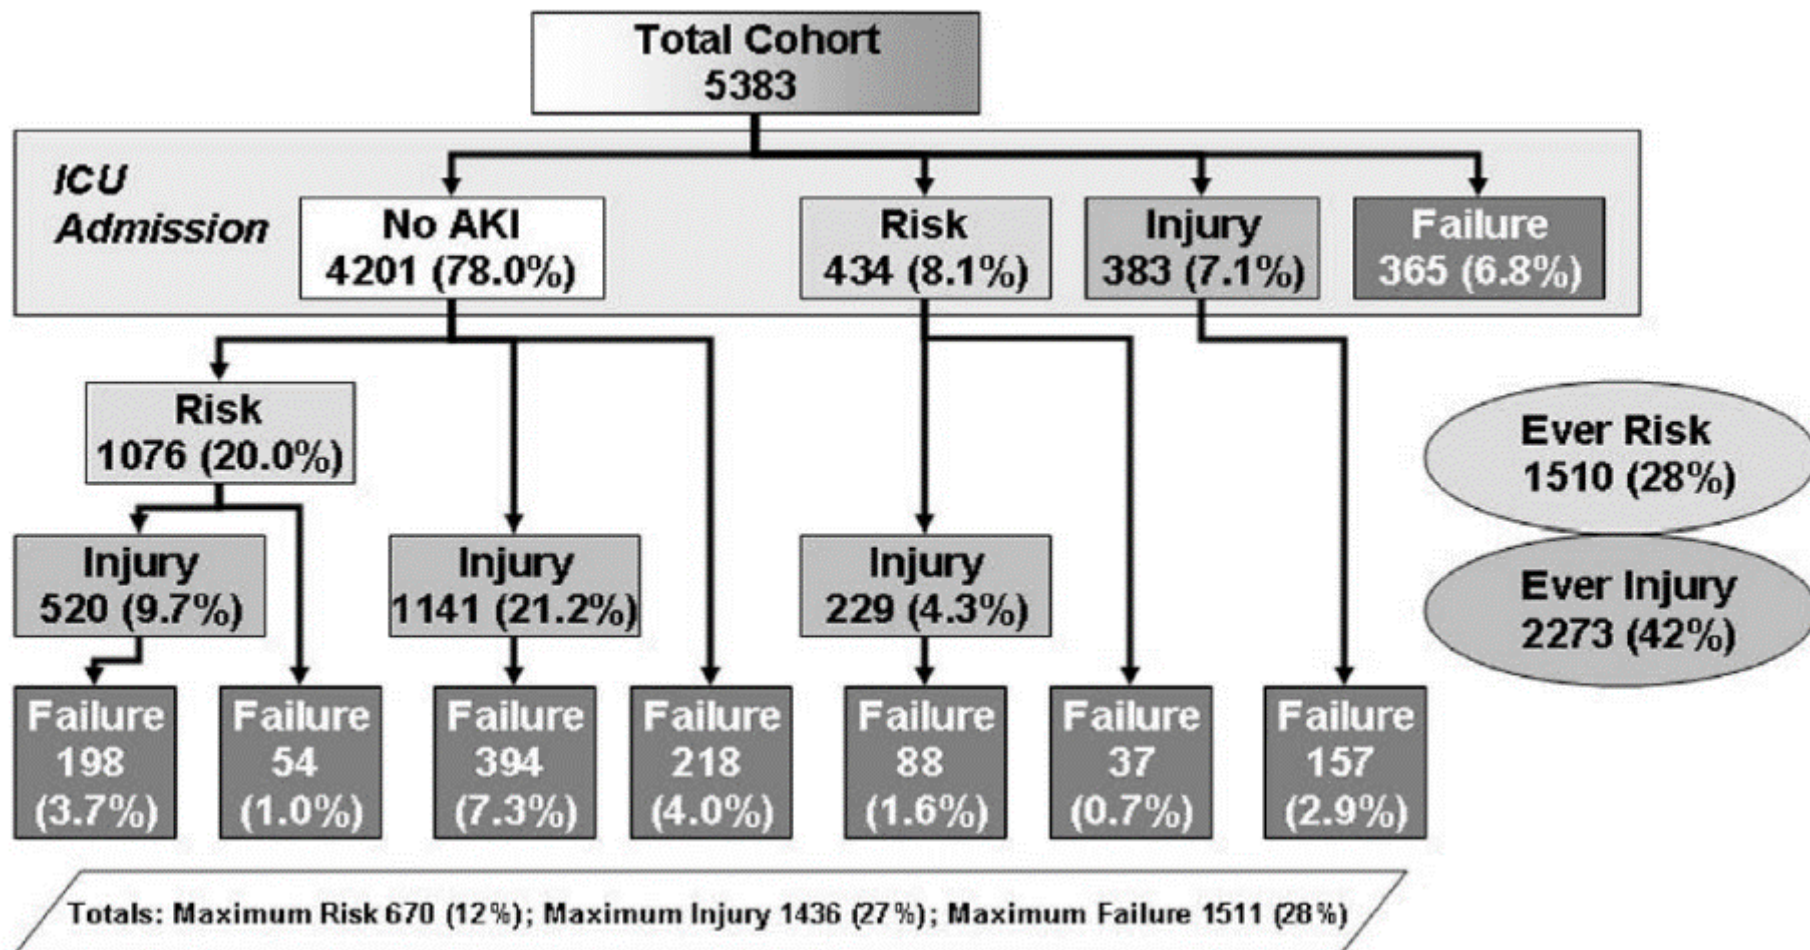 Total Cohort
5383
ICU
Admission
No AKI
4201 (78.0%)
Risk
434 (8.1%)
Injury
383 (7.1%)
Failure
365 (6.8%)
Risk
1076 (20.0%)
Ever Risk
1510 (28%)
Injury
520 (9.7%)
Injury
1141 (21.2%)
Injury
229 (4.3%)
Ever Injury
2273 (42%)
Failure
198
(3.7%)
Failure
54
(1.0%)
Failure
394
(7.3%)
Failure
218
(4.0%)
Failure
88
(1.6%)
Failure
37
(0.7%)
Failure
157
(2.9%)
Totals: Maximum Risk 670 (12%); Maximum Injury 1436 (27%); Maximum Failure 1511 (28%)